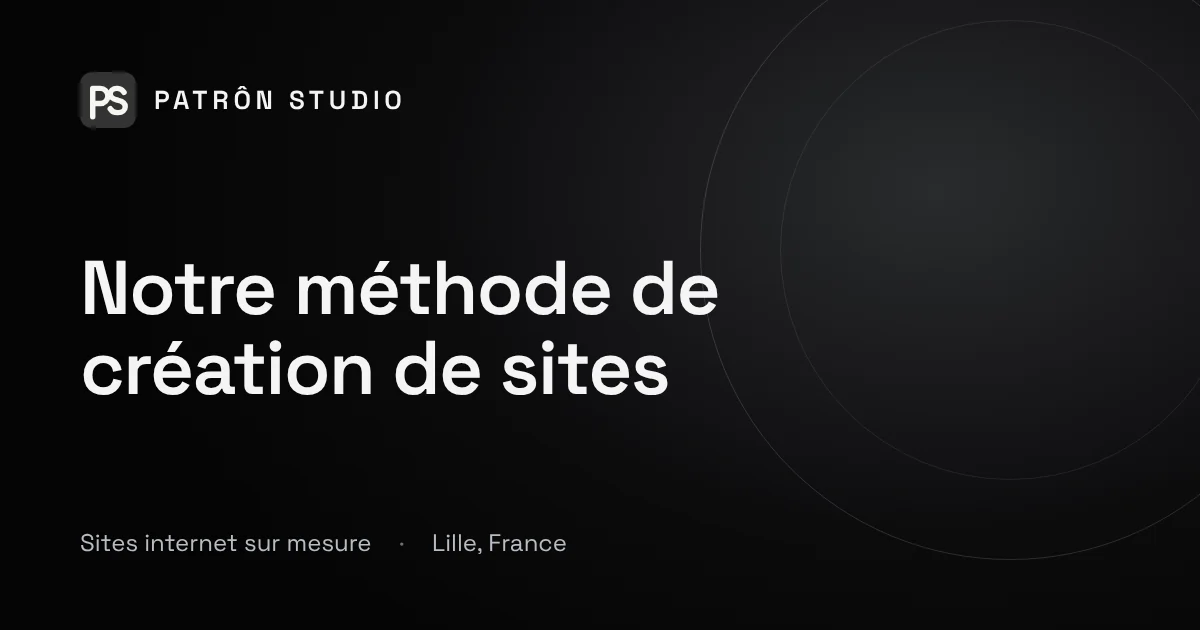 PS PATRÔN STUDIO
Notre méthode de
création de sites
Sites internet sur mesure · Lille, France